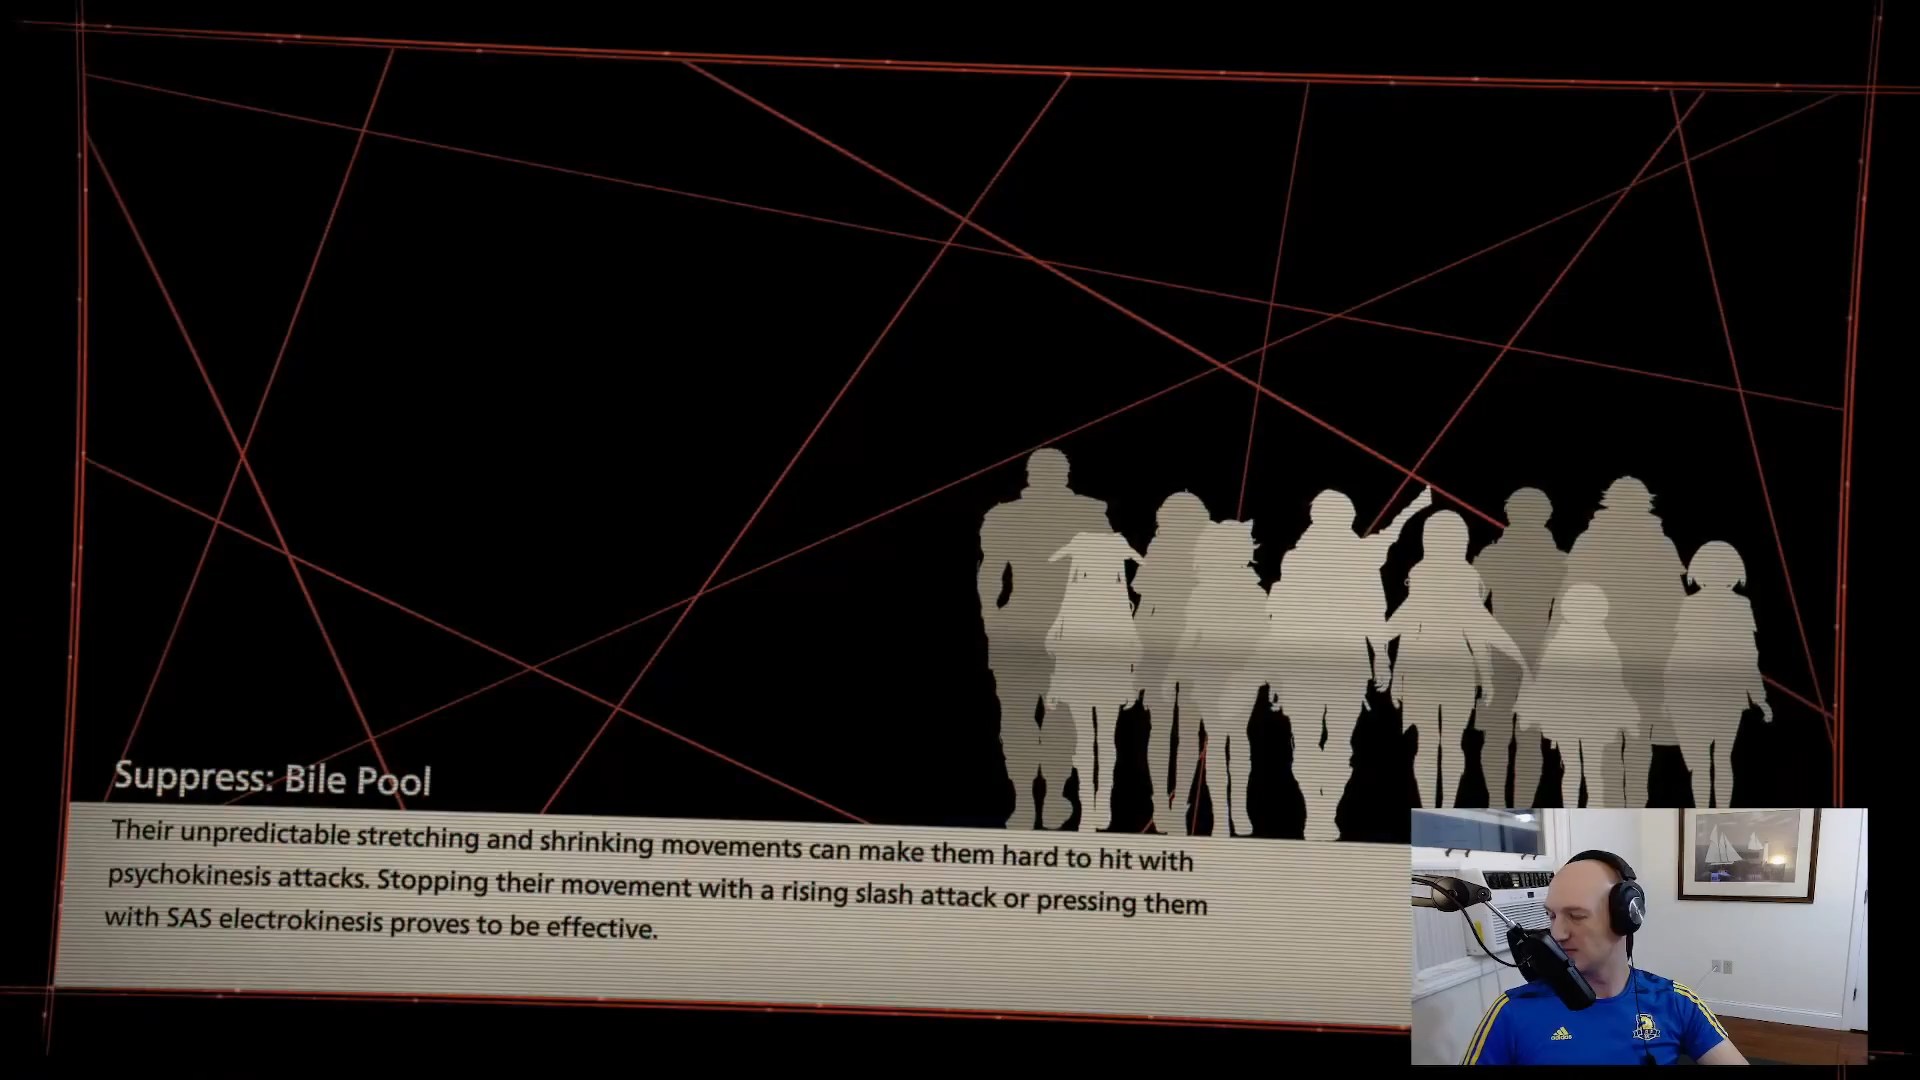 Suppress: Bile Pool
Their unpredictable stretching and shrinking movements can make them hard to hit with
psychokinesis attacks. Stopping their movement with a rising slash attack or pressing them
with SAS electrokinesis proves to be effective.
adidas